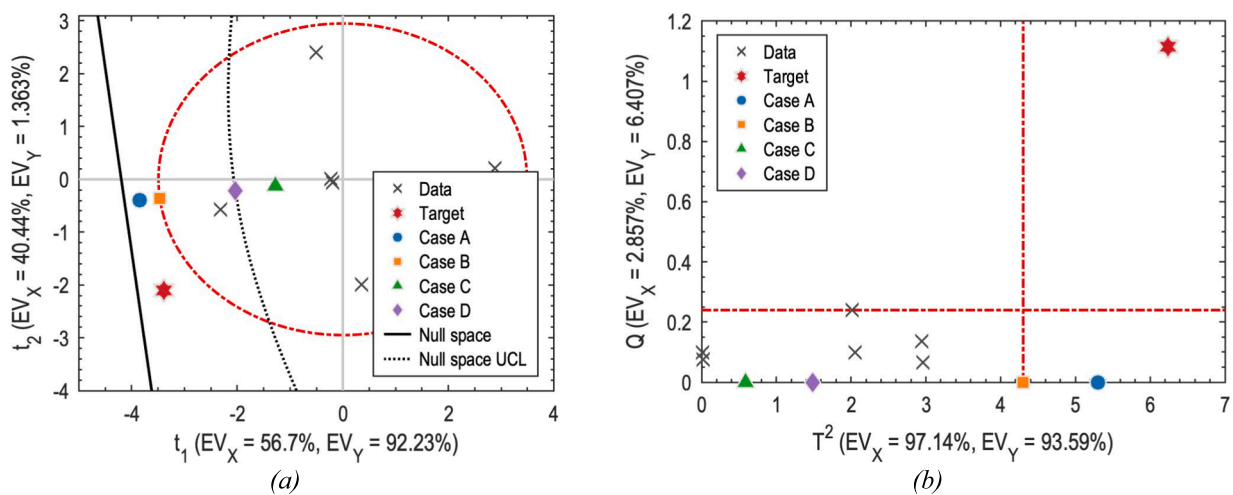 3
2
1
0
-1
-2
-3
-4
t2 (EVX = 40.44%, EVY = 1.363%)
-4
-2
0
2
4
t1 (EVX = 56.7%, EVY = 92.23%)
Data
Target
Case A
Case B
Case C
Case D
Null space
Null space UCL
(a)
1.2
1
0.8
0.6
0.4
0.2
0
Q (EVX = 2.857%, EVY = 6.407%)
0
1
2
3
4
5
6
7
T2 (EVX = 97.14%, EVY = 93.59%)
Data
Target
Case A
Case B
Case C
Case D
(b)